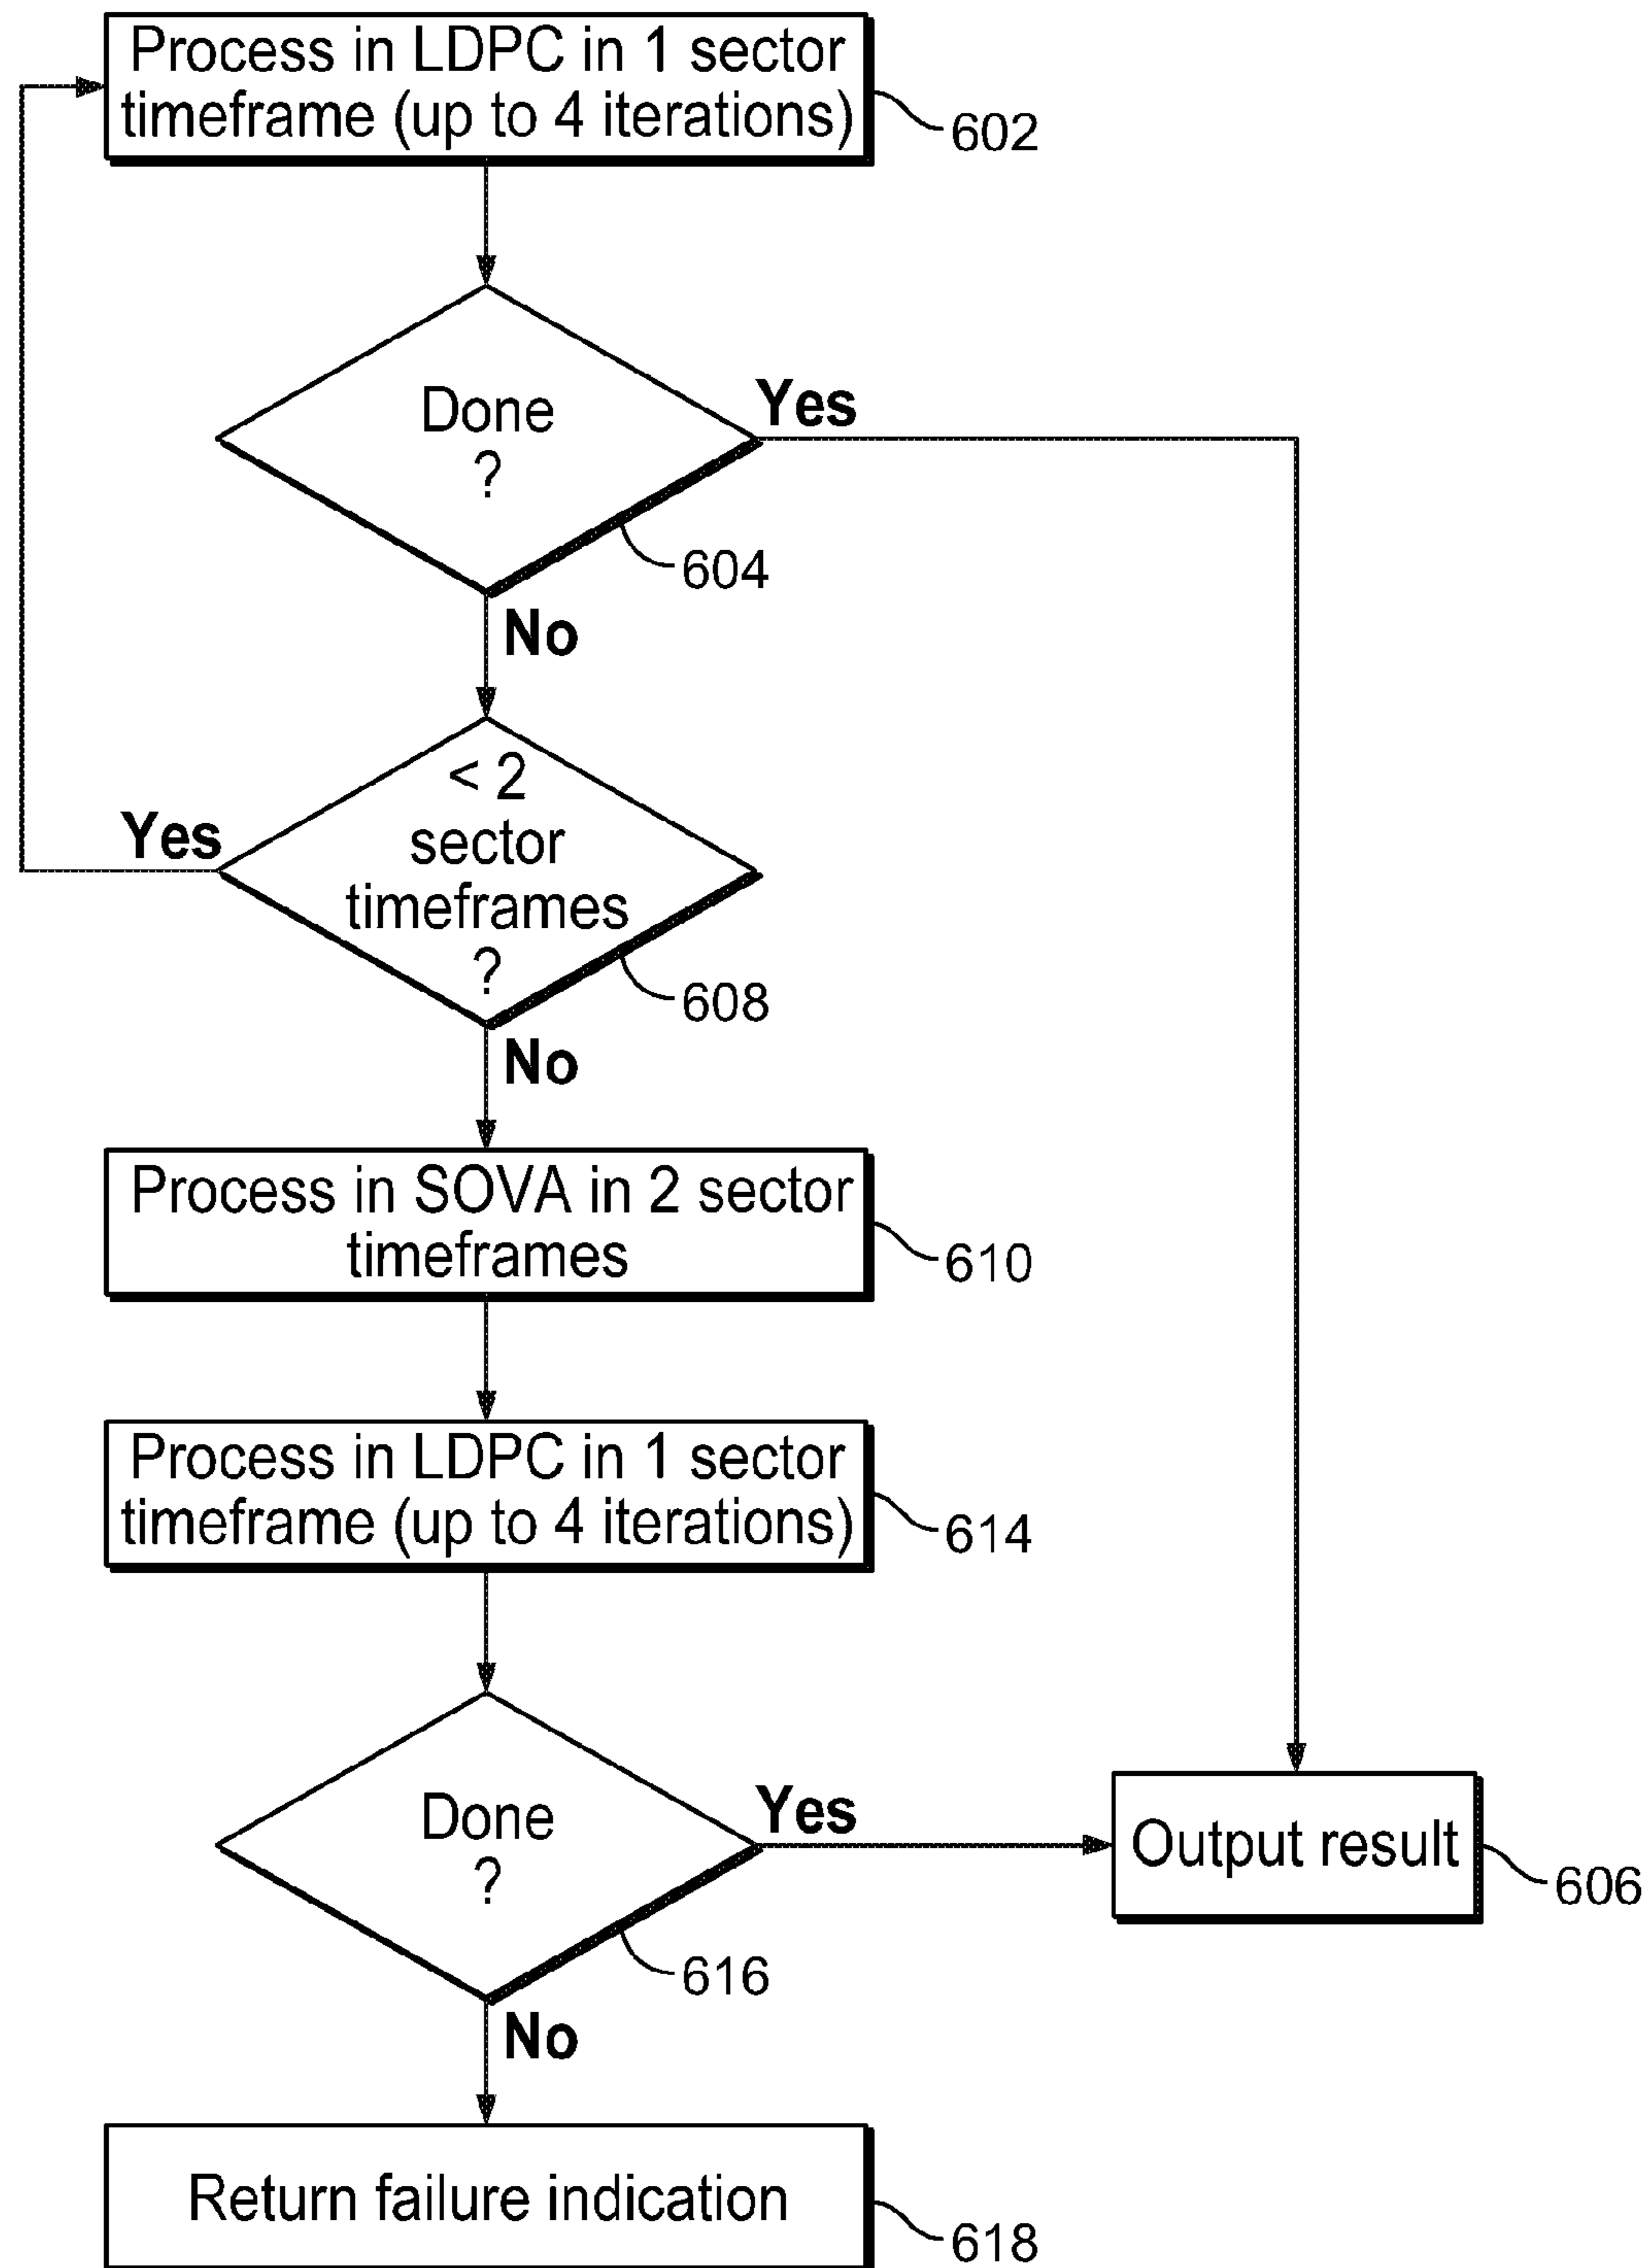 Process in LDPC in 1 sector
timeframe (up to 4 iterations)
602
Done
?
Yes
604
No
< 2
sector
timeframes
?
Yes
608
No
Process in SOVA in 2 sector
timeframes
610
Process in LDPC in 1 sector
timeframe (up to 4 iterations)
614
Done
?
Yes
Output result
606
616
No
Return failure indication
618